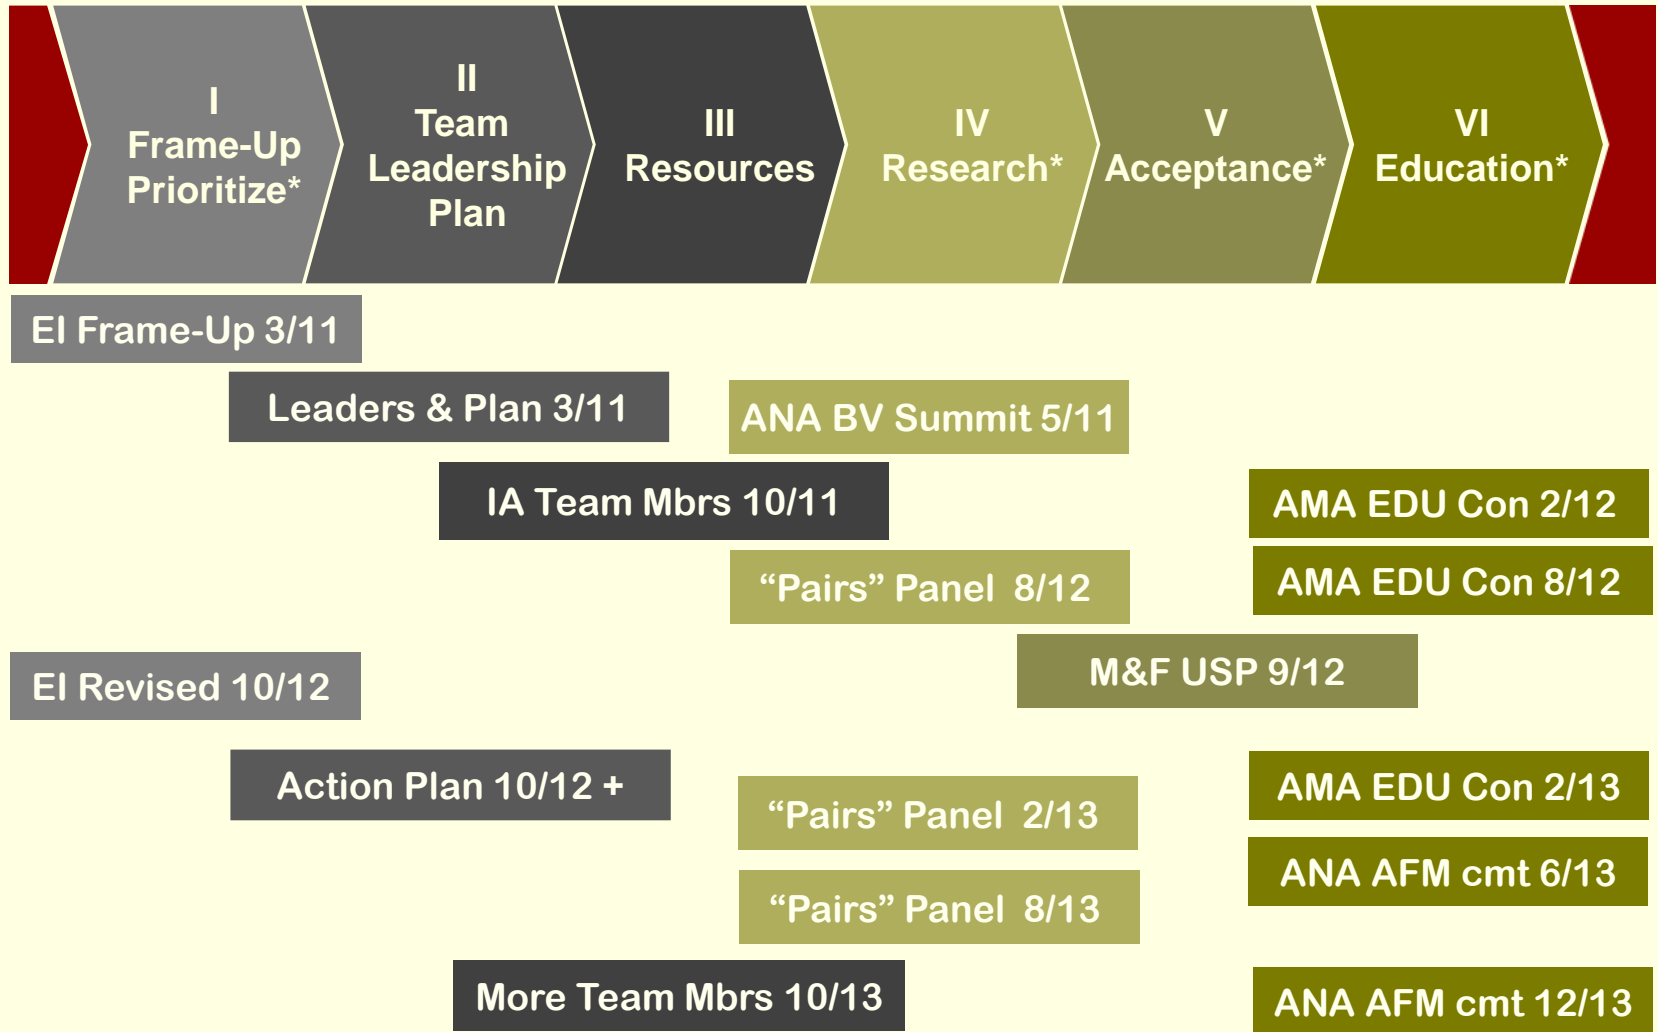 I
Frame-Up
Prioritize*
II
Team
Leadership
Plan
III
Resources
IV
Research*
V
Acceptance*
VI
Education*
EI Frame-Up 3/11
Leaders & Plan 3/11
ANA BV Summit 5/11
IA Team Mbrs 10/11
AMA EDU Con 2/12
“Pairs” Panel 8/12
AMA EDU Con 8/12
M&F USP 9/12
EI Revised 10/12
Action Plan 10/12 +
AMA EDU Con 2/13
“Pairs” Panel 2/13
ANA AFM cmt 6/13
“Pairs” Panel 8/13
More Team Mbrs 10/13
ANA AFM cmt 12/13